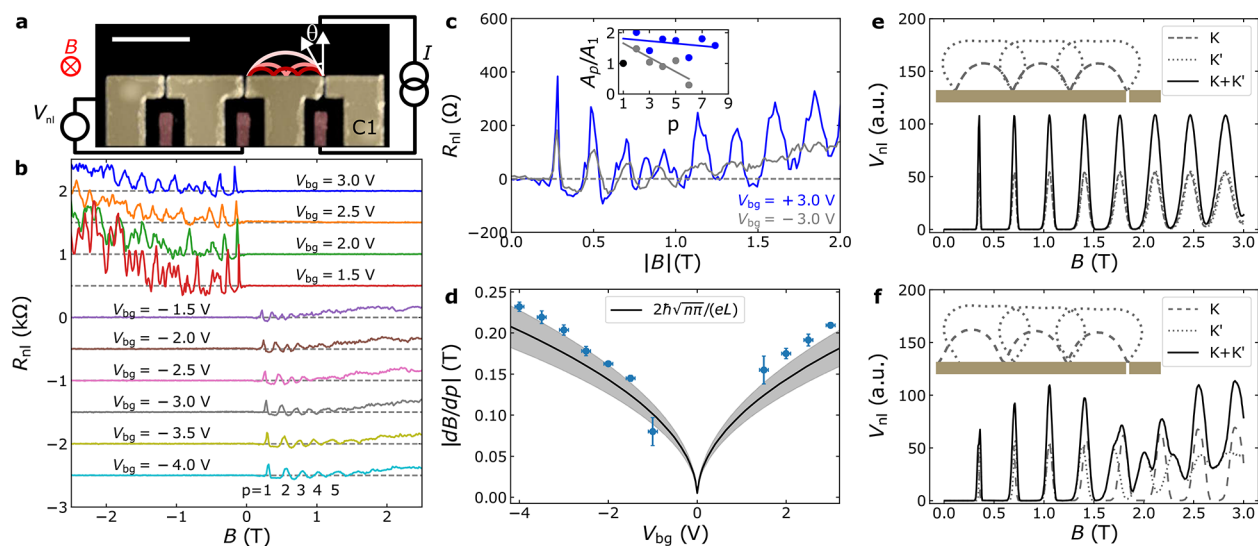 a
B
θ
I
V_nl
C1
b
R_nl (kΩ)
2
1
0
−1
−2
−3
V_bg = 3.0 V
V_bg = 2.5 V
V_bg = 2.0 V
V_bg = 1.5 V
V_bg = −1.5 V
V_bg = −2.0 V
V_bg = −2.5 V
V_bg = −3.0 V
V_bg = −3.5 V
V_bg = −4.0 V
p= 1 2 3 4 5
−2 −1 0 1 2
B (T)
c
R_nl (Ω)
600
400
200
0
−200
A_p/A_1
2
1
0
1 3 5 7 9
p
V_bg = +3.0 V
V_bg = −3.0 V
0.0 0.5 1.0 1.5 2.0
|B|(T)
d
|dB/dp| (T)
0.25
0.20
0.15
0.10
0.05
0.00
2ℏ√nπ/(eL)
−4 −2 0 2
V_bg (V)
e
V_nl (a.u.)
200
150
100
50
0
K
K'
K+K'
0.0 0.5 1.0 1.5 2.0 2.5 3.0
B (T)
f
V_nl (a.u.)
200
150
100
50
0
K
K'
K+K'
0.0 0.5 1.0 1.5 2.0 2.5 3.0
B (T)